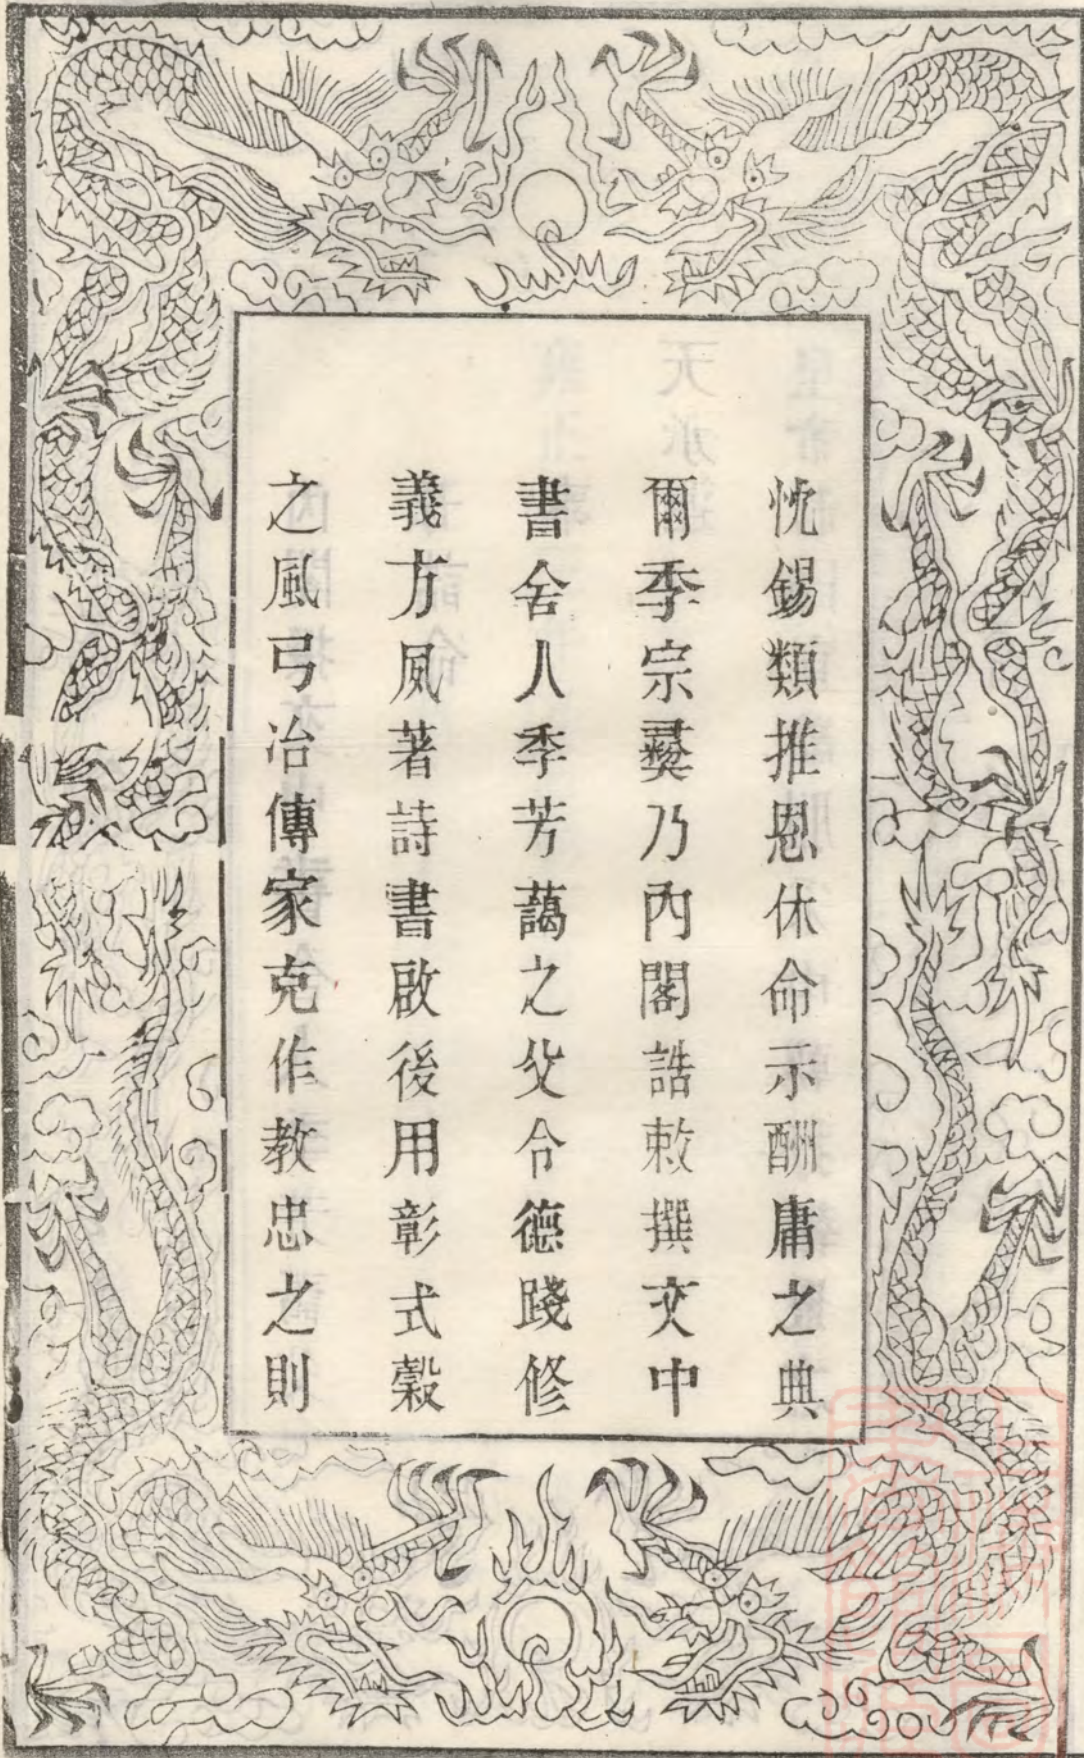 忱錫類推恩休命示酬庸之典
爾季宗彝乃內閣誥敕撰文中
書舍人季芳藹之父令德踐修
義方夙著詩書啟後用彰式穀
之風弓冶傳家克作教忠之則